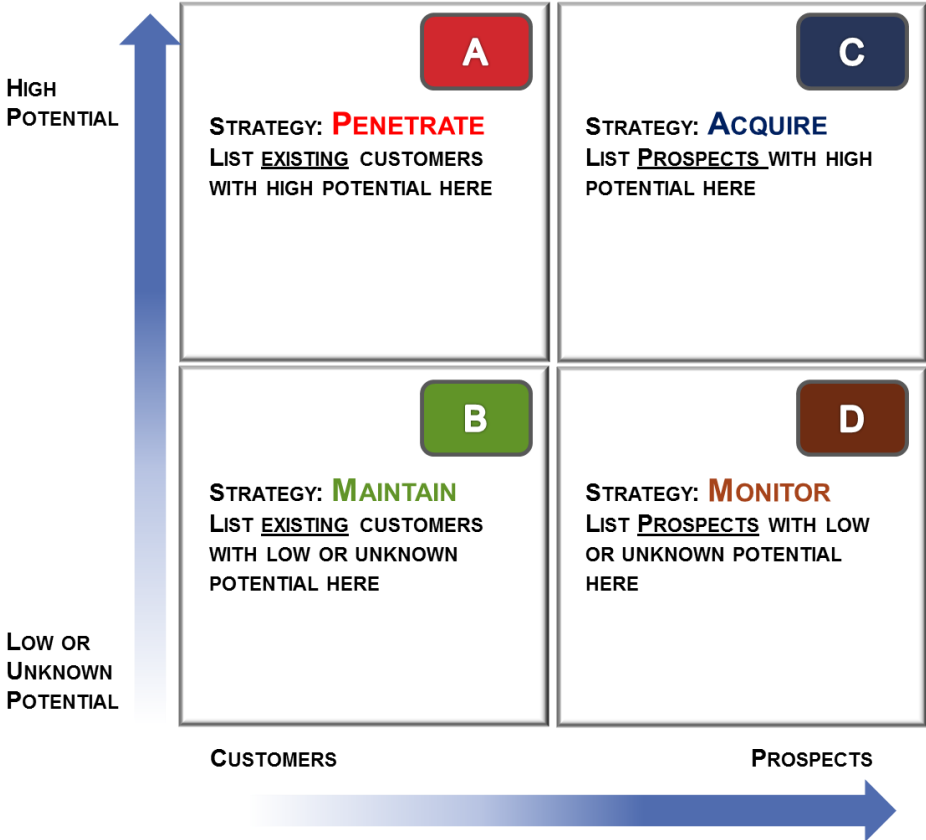 High
Potential
A
Strategy: Penetrate
List existing customers
with high potential here
C
Strategy: Acquire
List Prospects with high
potential here
B
Strategy: Maintain
List existing customers
with low or unknown
potential here
D
Strategy: Monitor
List Prospects with low
or unknown potential
here
Low or
Unknown
Potential
Customers
Prospects